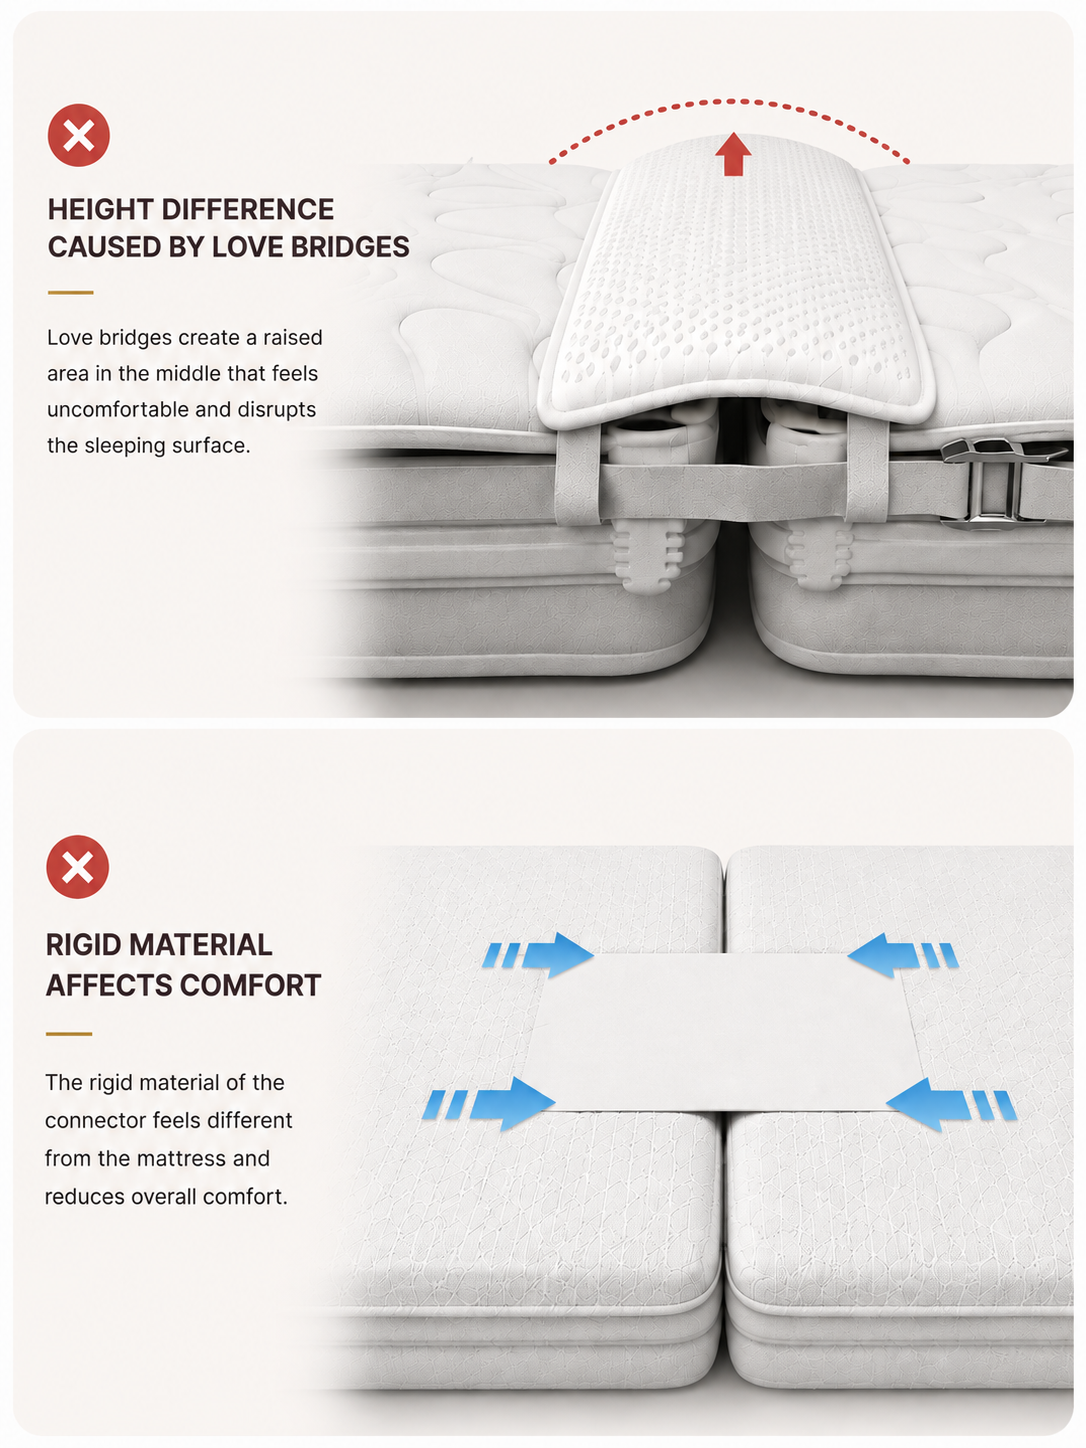 HEIGHT DIFFERENCE
CAUSED BY LOVE BRIDGES
Love bridges create a raised
area in the middle that feels
uncomfortable and disrupts
the sleeping surface.
RIGID MATERIAL
AFFECTS COMFORT
The rigid material of the
connector feels different
from the mattress and
reduces overall comfort.